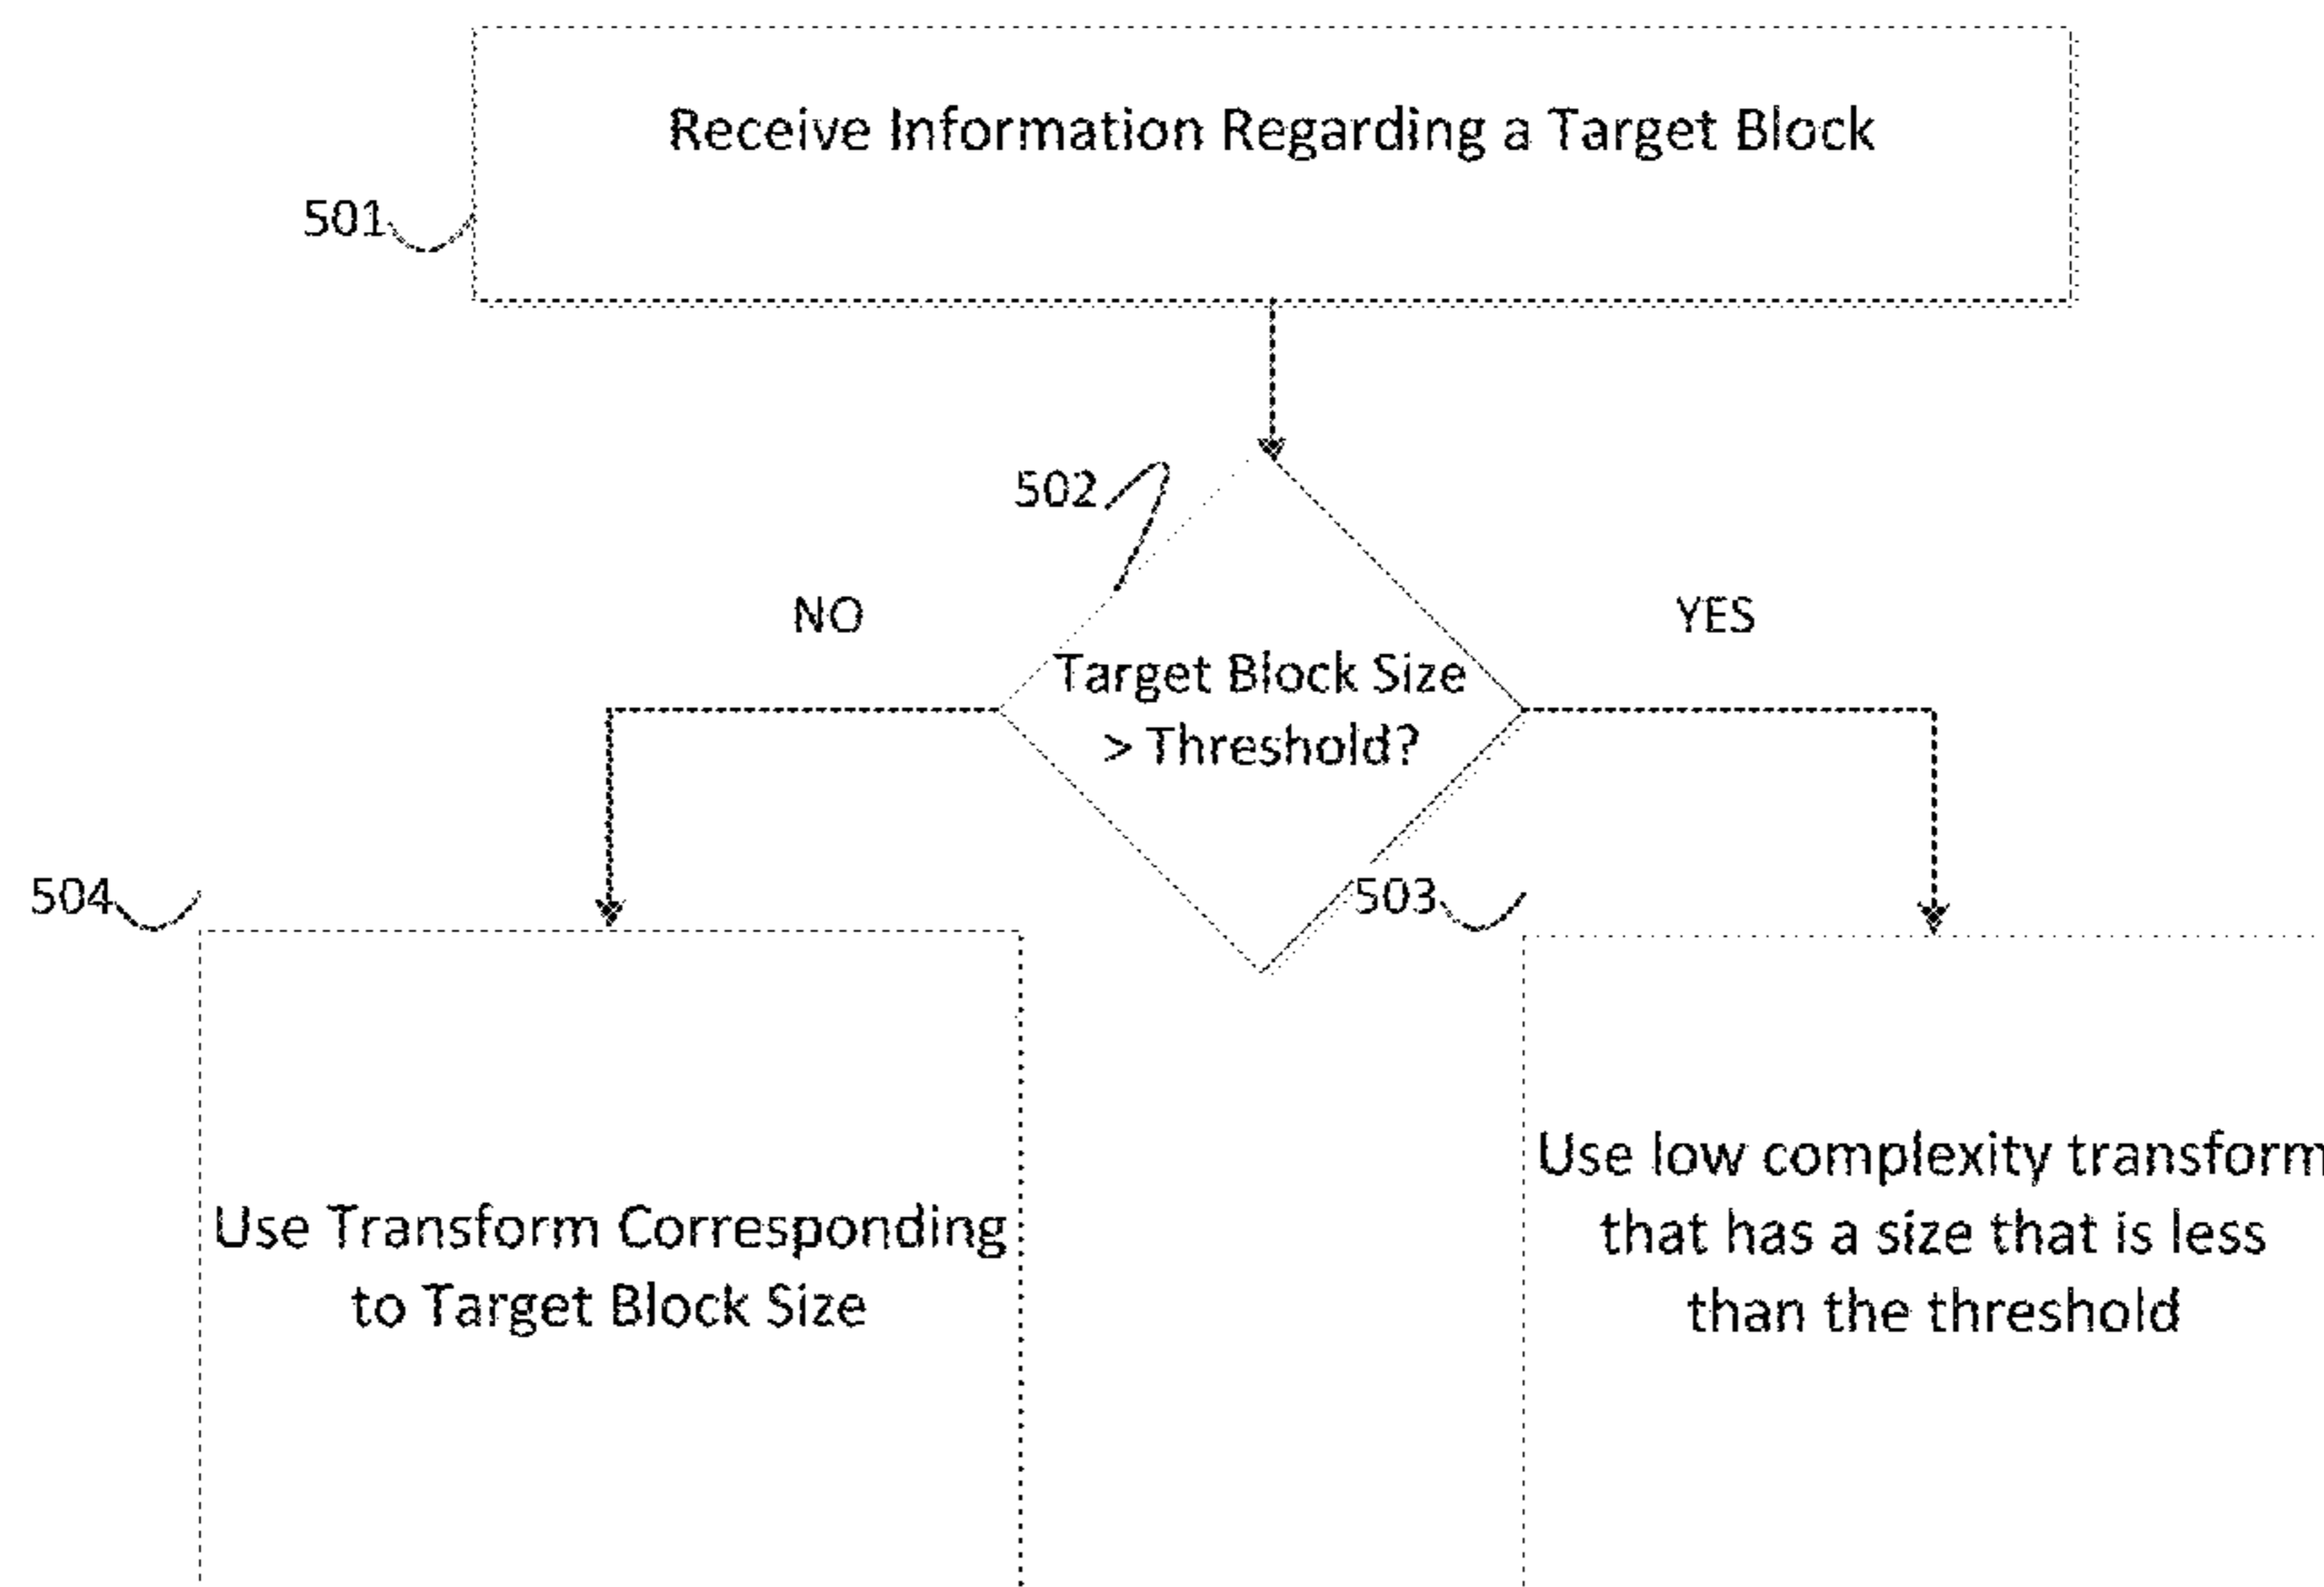 Receive Information Regarding a Target Block
501
502
NO
YES
Target Block Size
> Threshold?
504
503
Use Transform Corresponding
to Target Block Size
Use low complexity transform
that has a size that is less
than the threshold